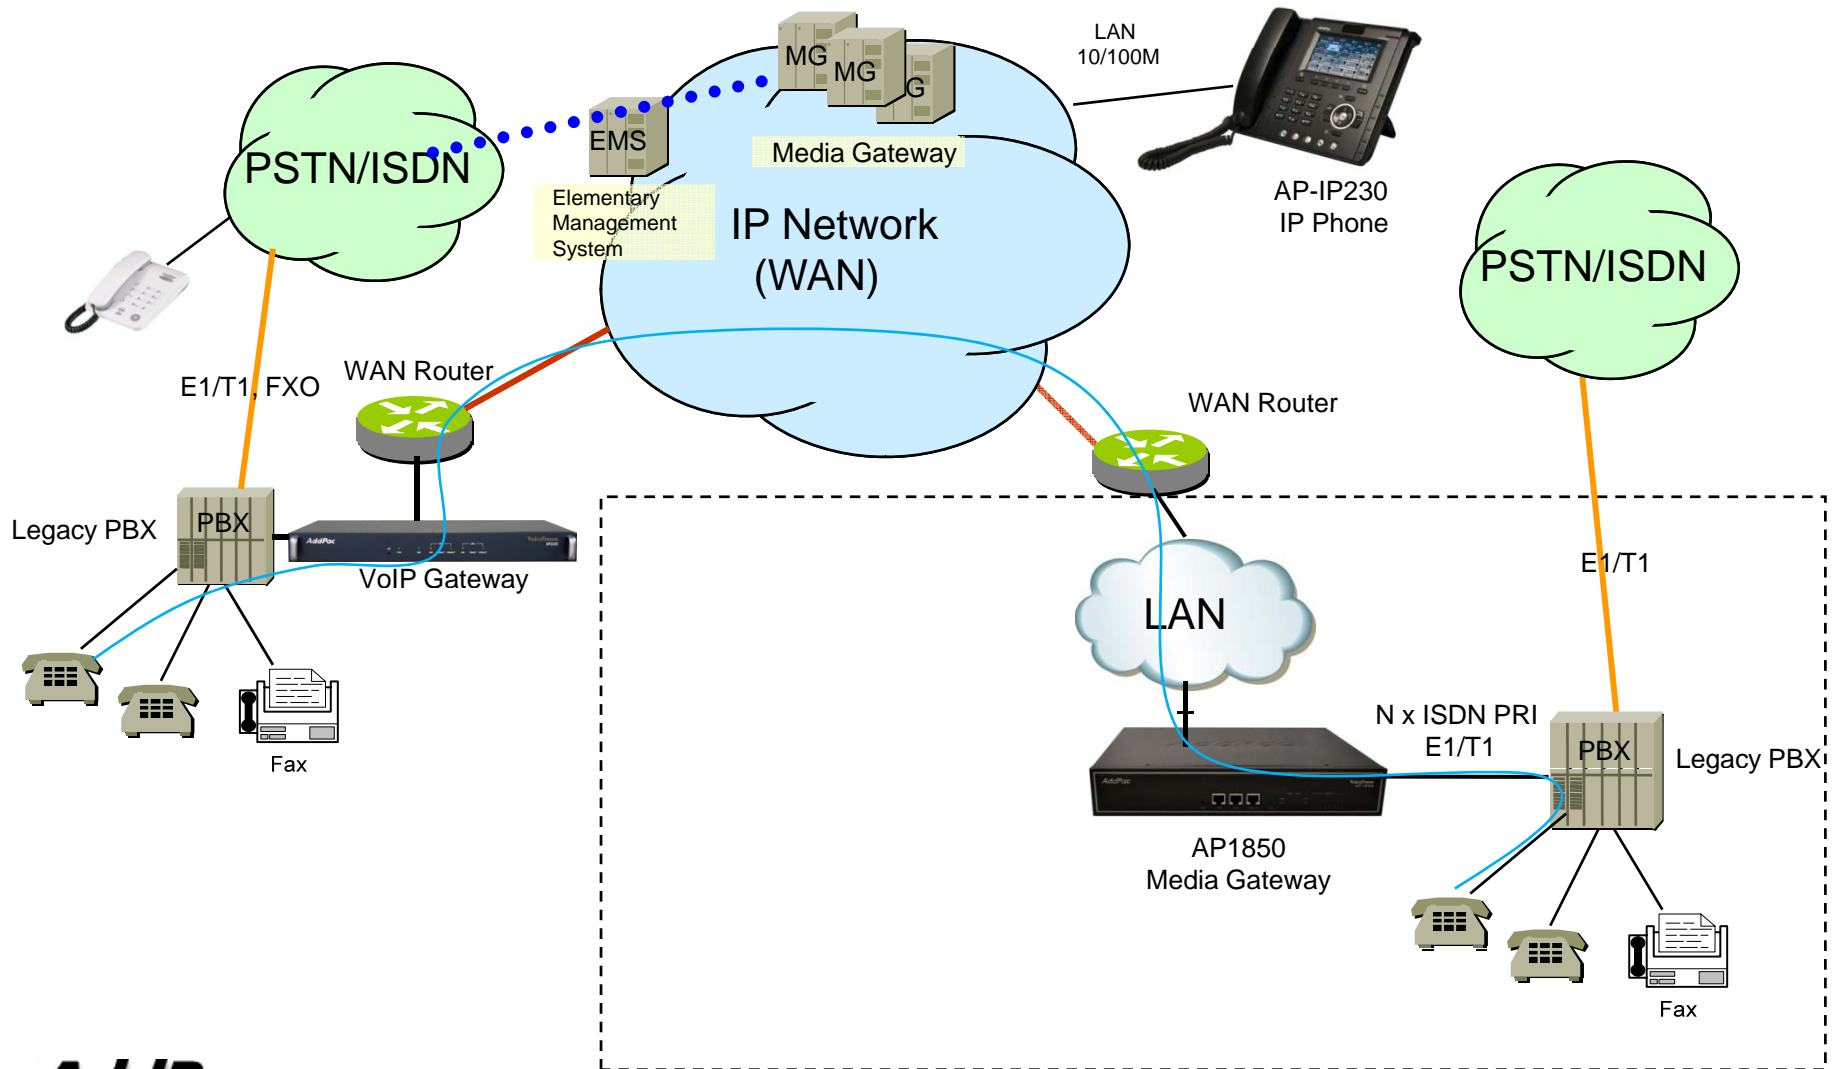 MG
MG
G
LAN
10/100M
EMS
Media Gateway
PSTN/ISDN
Elementary
Management
System
IP Network
(WAN)
AP-IP230
IP Phone
PSTN/ISDN
WAN Router
E1/T1, FXO
WAN Router
Legacy PBX
PBX
AddPac
VoIP Gateway
E1/T1
LAN
Fax
N x ISDN PRI
E1/T1
PBX
Legacy PBX
AddPac
AP1850
Media Gateway
Fax